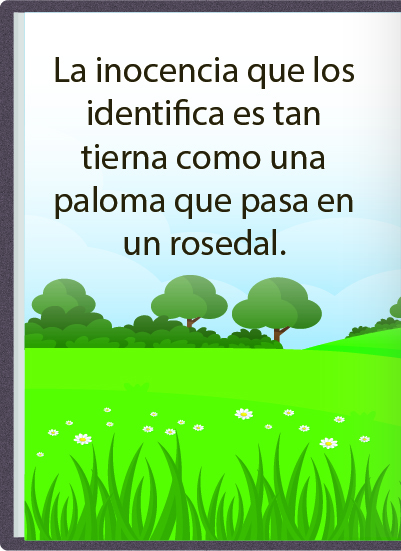 La inocencia que los
identifica es tan
tierna como una
paloma que pasa en
un rosedal.